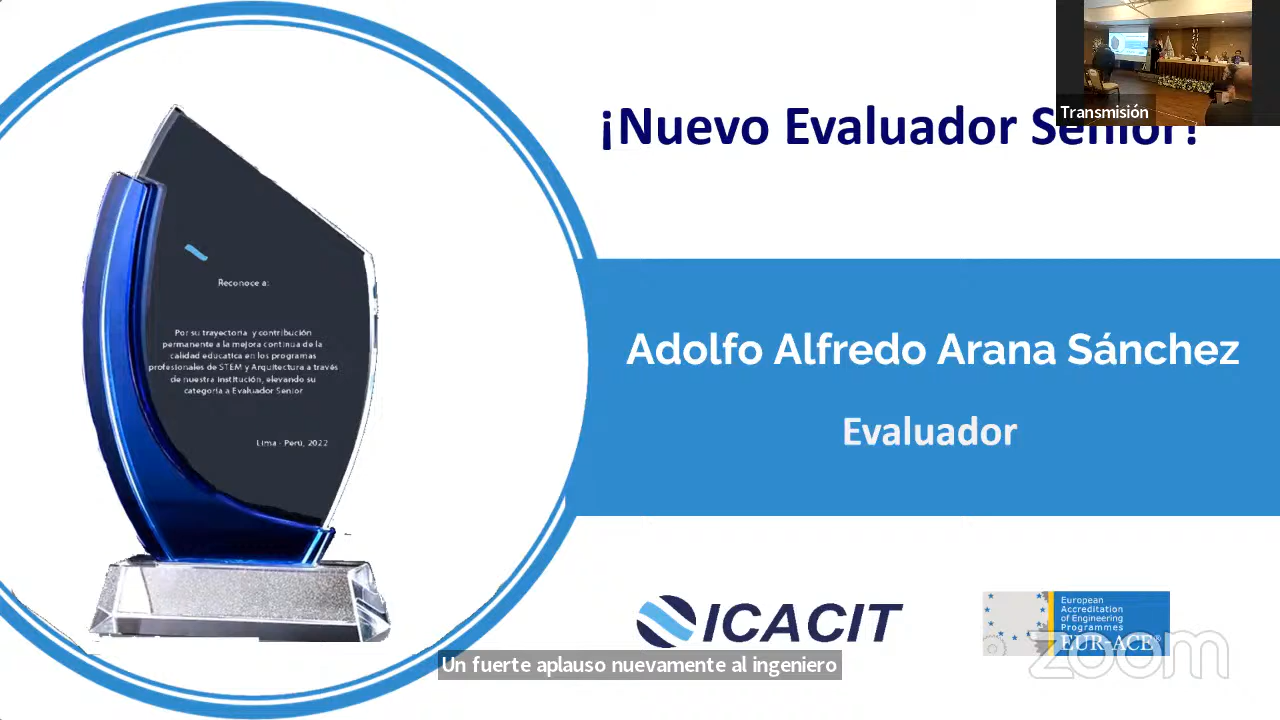 Transmisión
¡Nuevo Evaluador Senior!
Reconoce a:
Por su trayectoria y contribución
permanente a la mejora continua de la
calidad educativa en los programas
profesionales de STEM y Arquitectura a través
de nuestra institución, elevando su
categoría a Evaluador Senior
Lima - Perú, 2022
Adolfo Alfredo Arana Sánchez
Evaluador
ICACIT
European
Accreditation
of Engineering
Programmes
EUR-ACE®
zoom
Un fuerte aplauso nuevamente al ingeniero